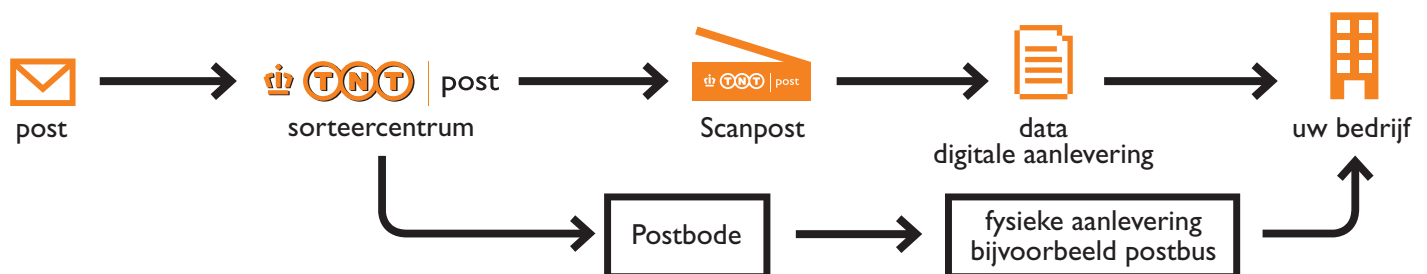 TNT | post
TNT | post
post
sorteercentrum
Scanpost
data
digitale aanlevering
uw bedrijf
Postbode
fysieke aanlevering
bijvoorbeeld postbus